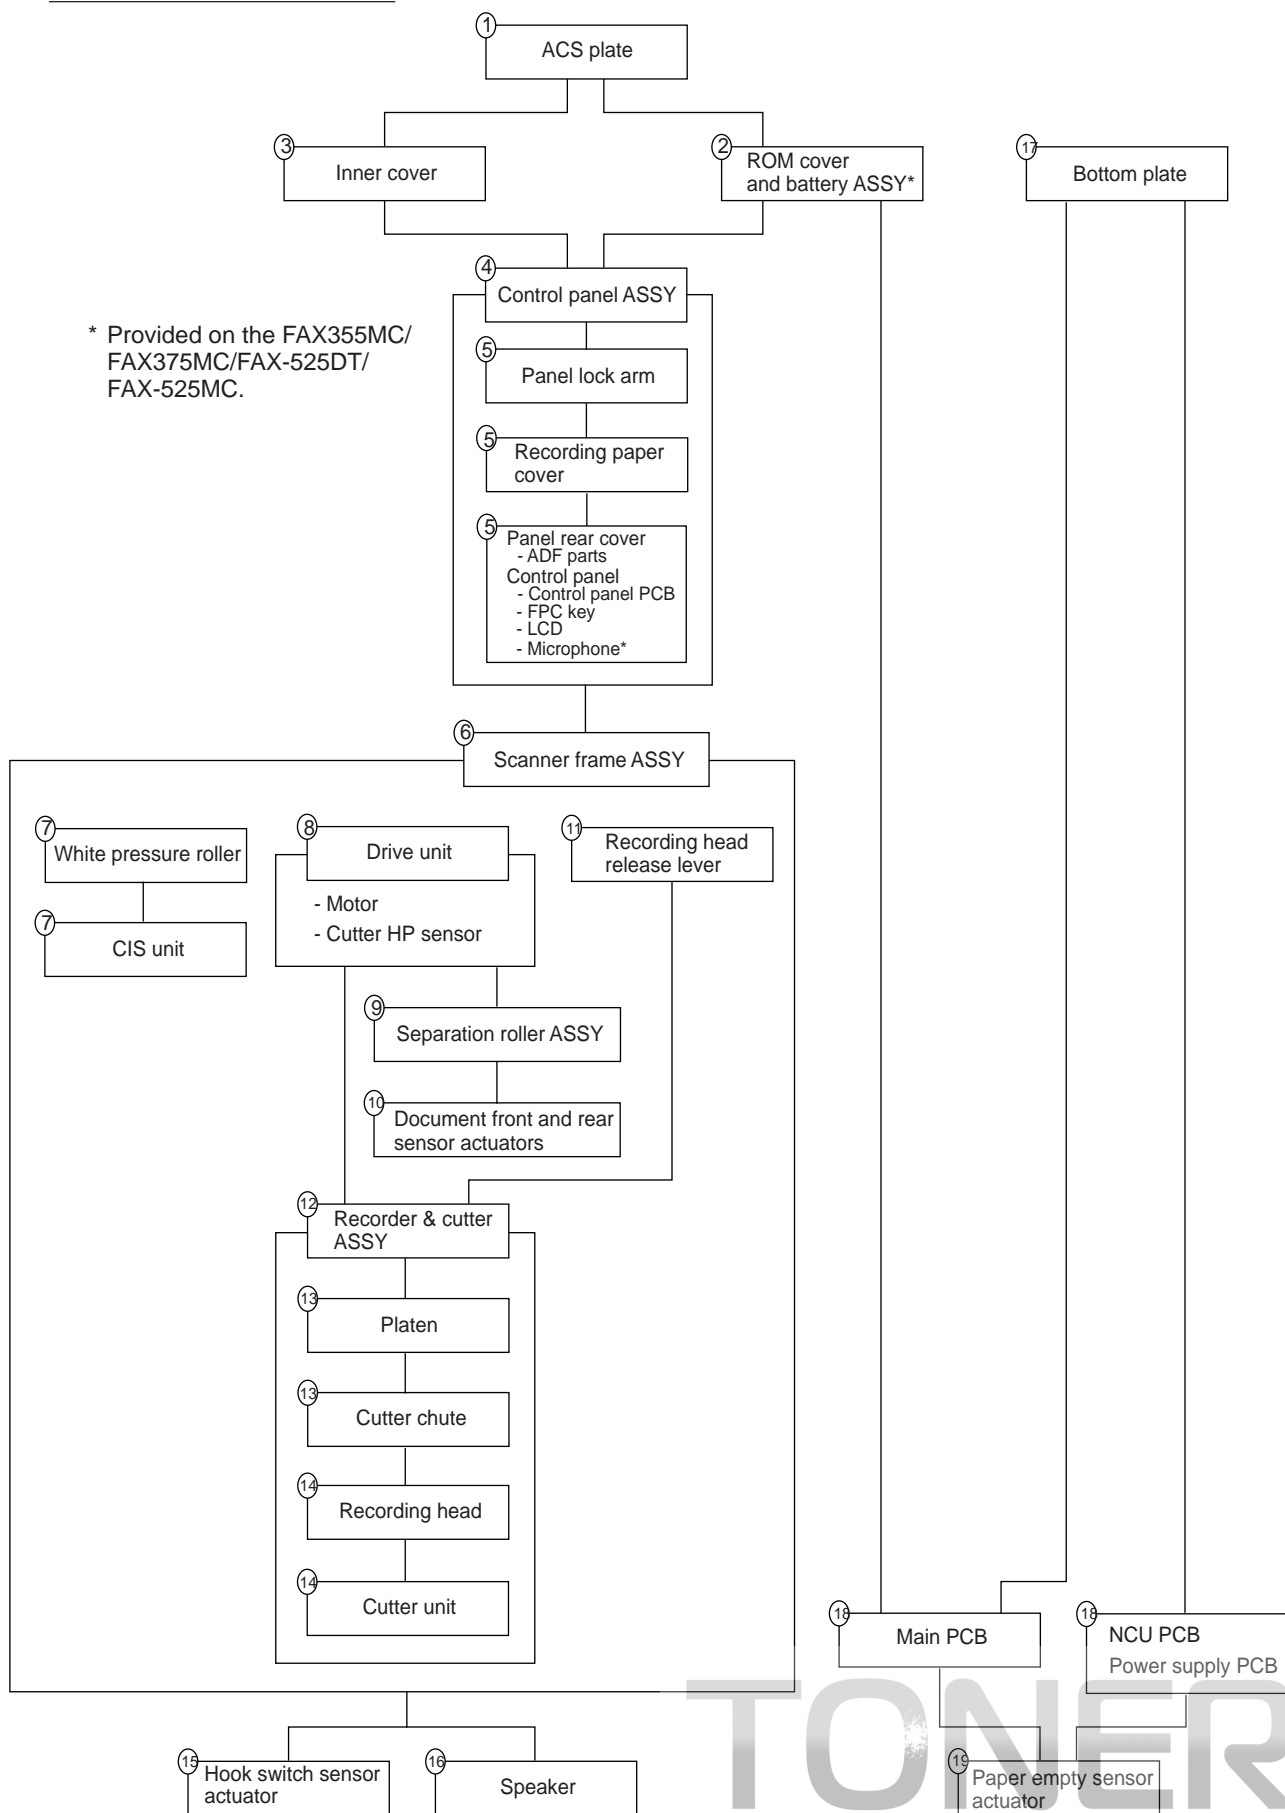 1
ACS plate
3
Inner cover
2
ROM cover
and battery ASSY*
17
Bottom plate
4
Control panel ASSY
* Provided on the FAX355MC/
FAX375MC/FAX-525DT/
FAX-525MC.
5
Panel lock arm
5
Recording paper
cover
5
Panel rear cover
- ADF parts
Control panel
- Control panel PCB
- FPC key
- LCD
- Microphone*
6
Scanner frame ASSY
7
White pressure roller
8
Drive unit
- Motor
- Cutter HP sensor
11
Recording head
release lever
7
CIS unit
9
Separation roller ASSY
10
Document front and rear
sensor actuators
12
Recorder & cutter
ASSY
13
Platen
13
Cutter chute
14
Recording head
14
Cutter unit
18
Main PCB
18
NCU PCB
Power supply PCB
15
Hook switch sensor
actuator
16
Speaker
19
Paper empty sensor
actuator
TONER